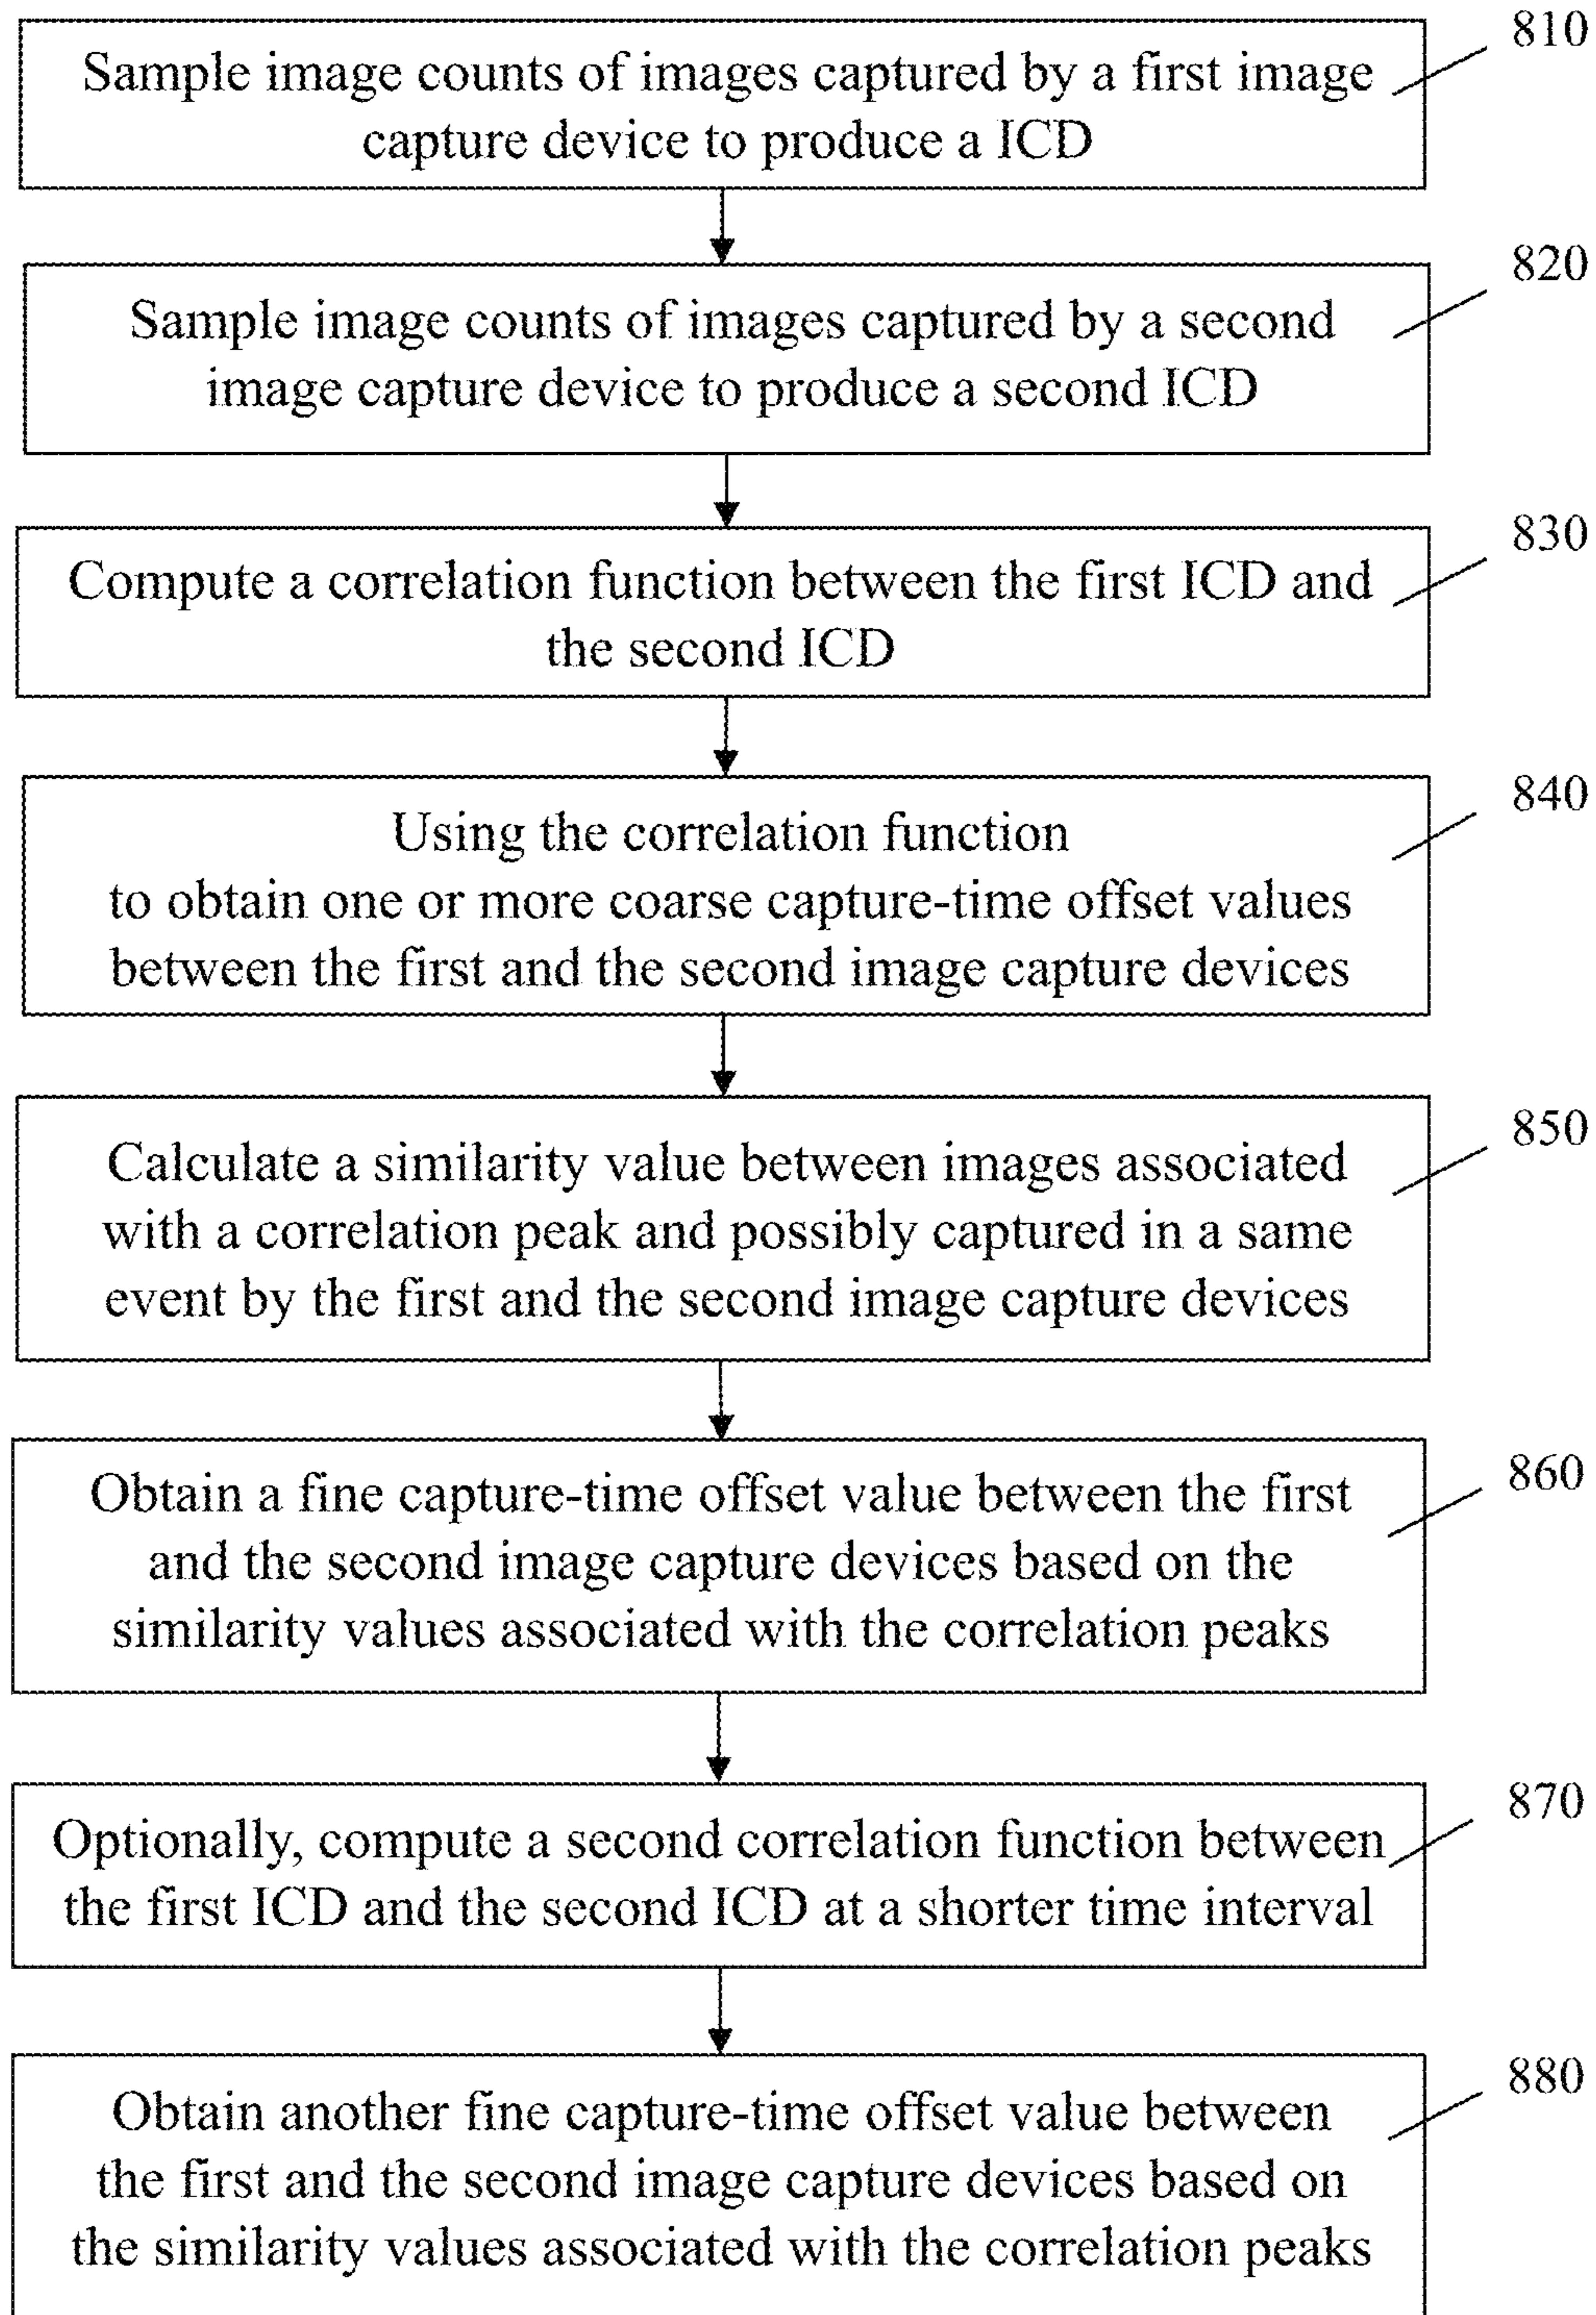 810
Sample image counts of images captured by a first image
capture device to produce a ICD
820
Sample image counts of images captured by a second
image capture device to produce a second ICD
830
Compute a correlation function between the first ICD and
the second ICD
840
Using the correlation function
to obtain one or more coarse capture-time offset values
between the first and the second image capture devices
850
Calculate a similarity value between images associated
with a correlation peak and possibly captured in a same
event by the first and the second image capture devices
860
Obtain a fine capture-time offset value between the first
and the second image capture devices based on the
similarity values associated with the correlation peaks
870
Optionally, compute a second correlation function between
the first ICD and the second ICD at a shorter time interval
880
Obtain another fine capture-time offset value between
the first and the second image capture devices based on
the similarity values associated with the correlation peaks